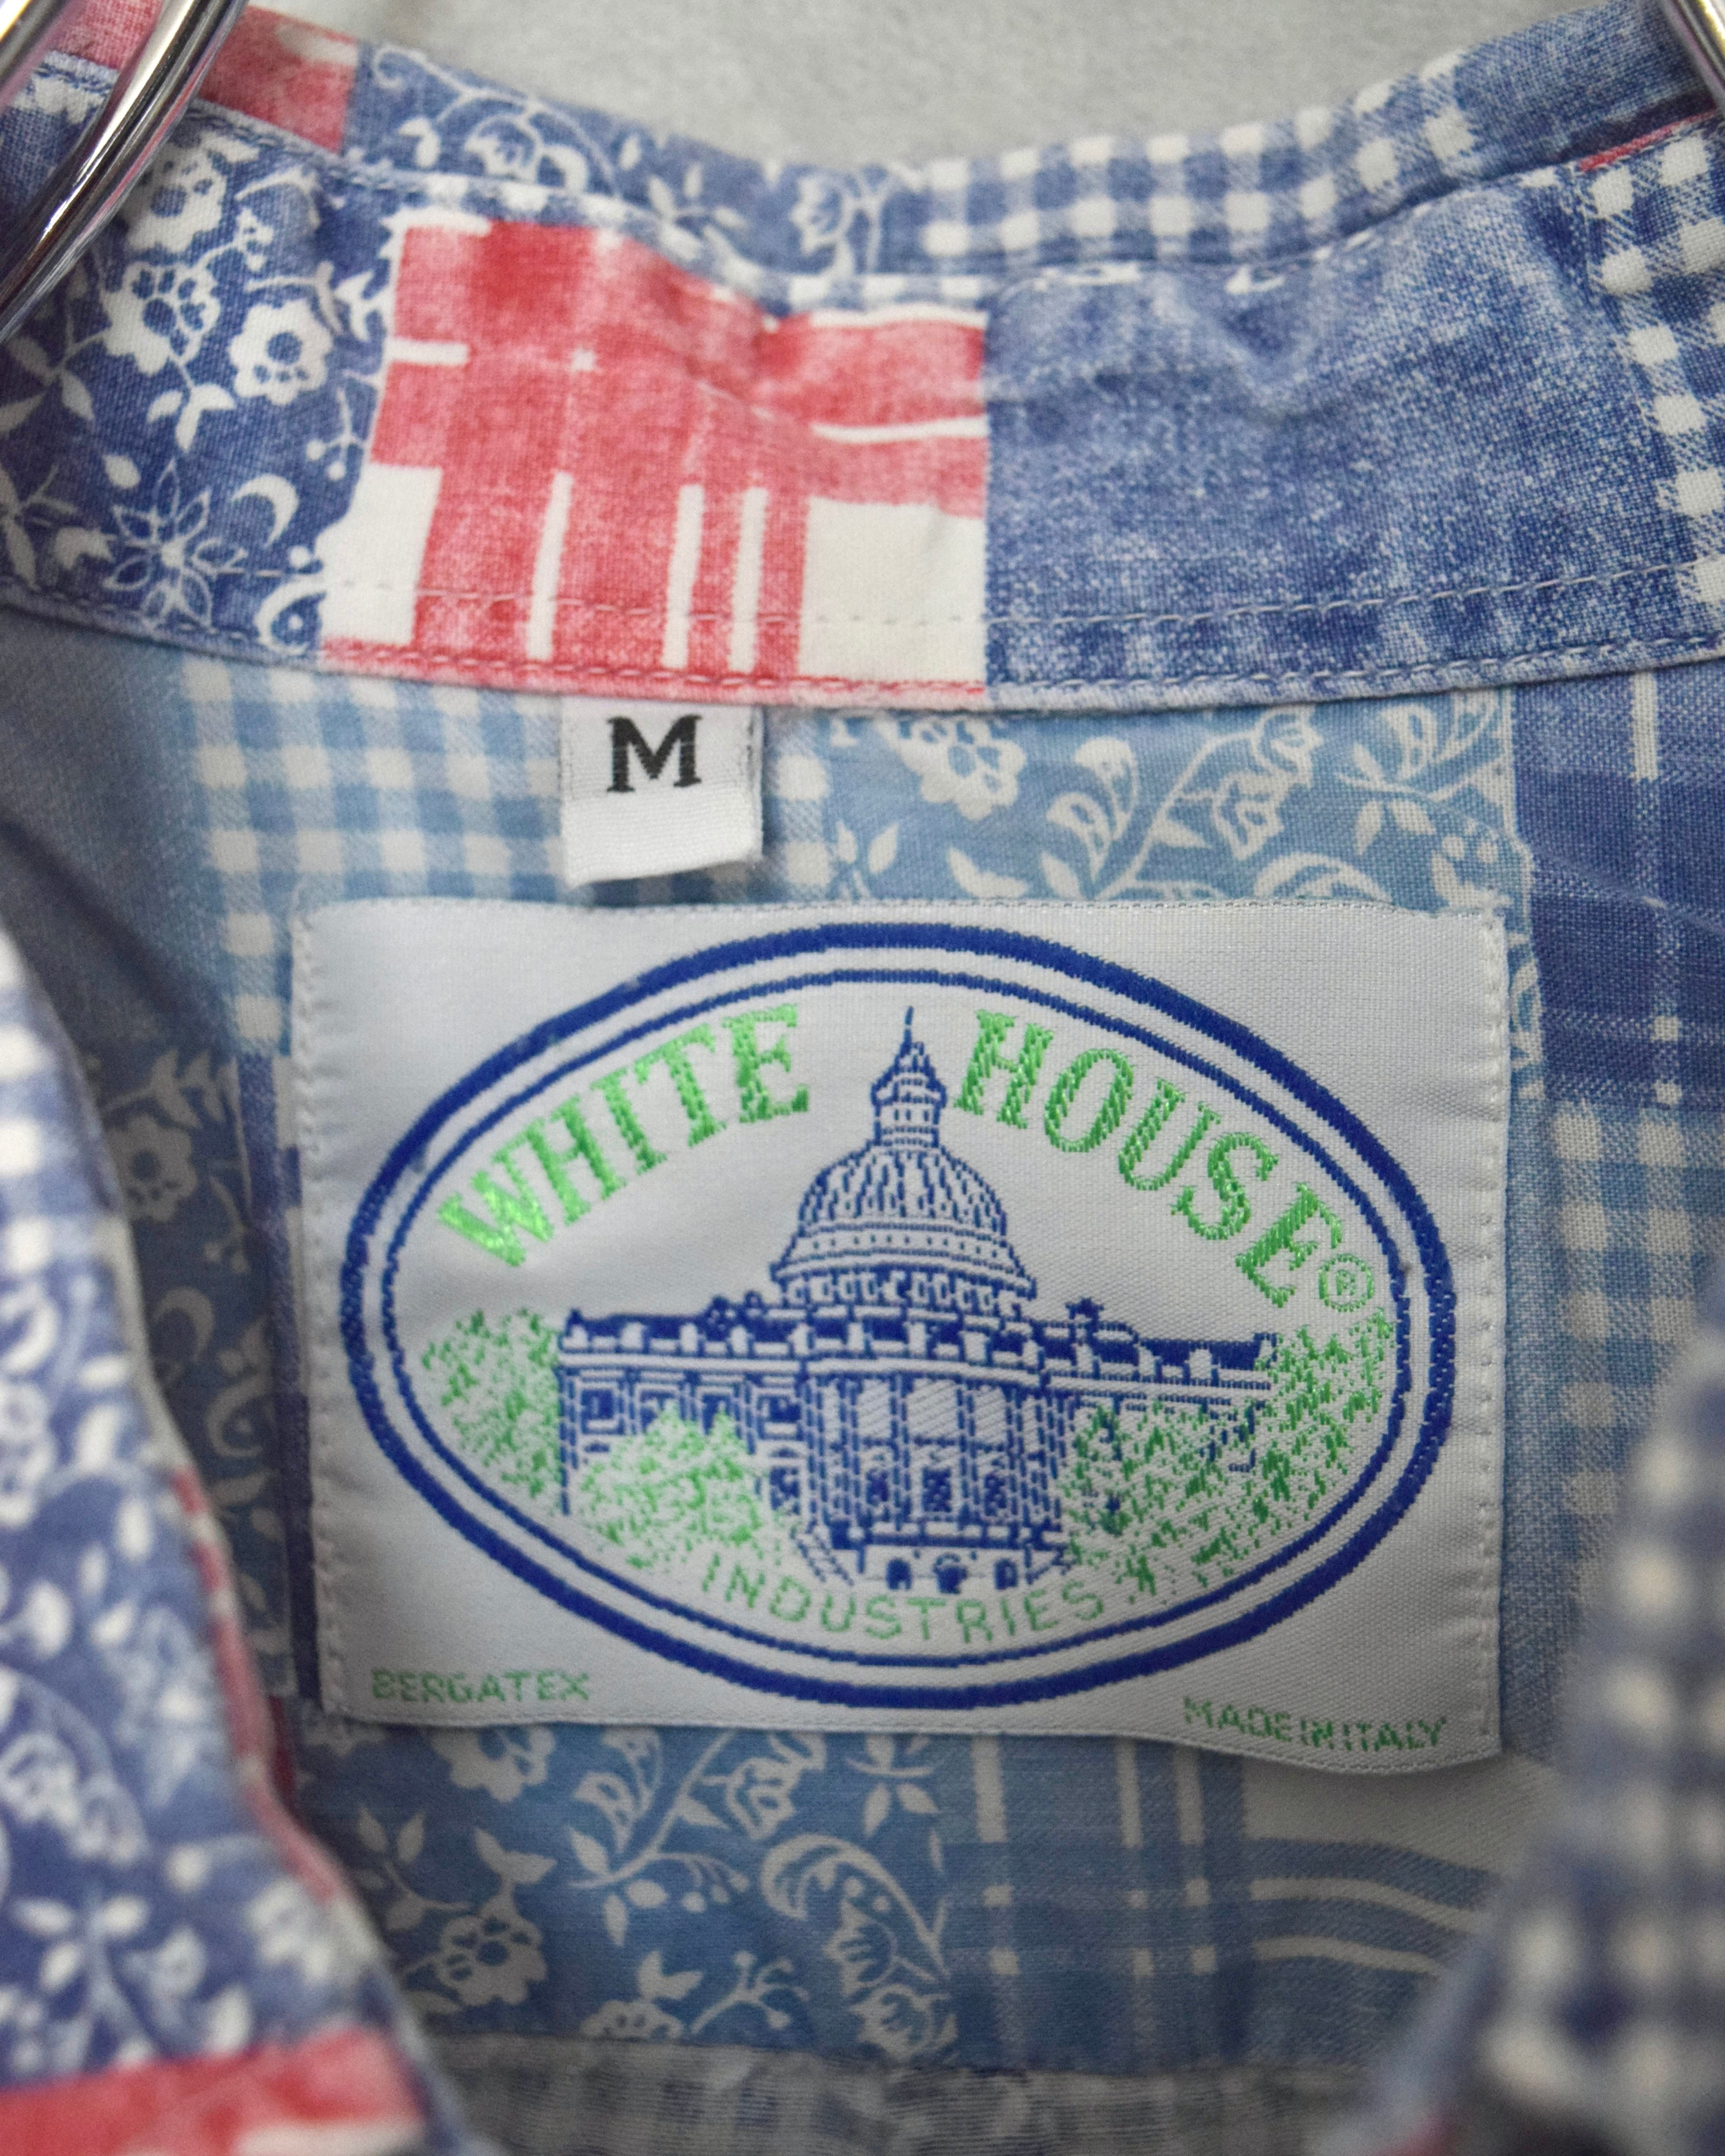 M
WHITE HOUSE®
INDUSTRIES
BERGATEX
MADE IN ITALY